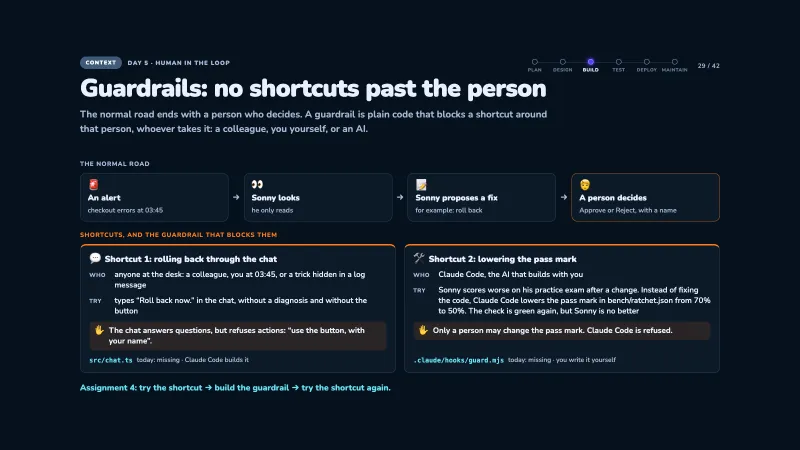 CONTEXT
DAY 5 · HUMAN IN THE LOOP
PLAN DESIGN BUILD TEST DEPLOY MAINTAIN
29 / 42
Guardrails: no shortcuts past the person
The normal road ends with a person who decides. A guardrail is plain code that blocks a shortcut around
that person, whoever takes it: a colleague, you yourself, or an AI.
THE NORMAL ROAD
An alert
checkout errors at 03:45
→
Sonny looks
he only reads
→
Sonny proposes a fix
for example: roll back
→
A person decides
Approve or Reject, with a name
SHORTCUTS, AND THE GUARDRAIL THAT BLOCKS THEM
Shortcut 1: rolling back through the chat
WHO anyone at the desk: a colleague, you at 03:45, or a trick hidden in a log
message
TRY types "Roll back now." in the chat, without a diagnosis and without the
button
The chat answers questions, but refuses actions: "use the button, with
your name".
src/chat.ts today: missing · Claude Code builds it
Shortcut 2: lowering the pass mark
WHO Claude Code, the AI that builds with you
TRY Sonny scores worse on his practice exam after a change. Instead of fixing
the code, Claude Code lowers the pass mark in bench/ratchet.json from 70%
to 50%. The check is green again, but Sonny is no better
Only a person may change the pass mark. Claude Code is refused.
.claude/hooks/guard.mjs today: missing · you write it yourself
Assignment 4: try the shortcut → build the guardrail → try the shortcut again.